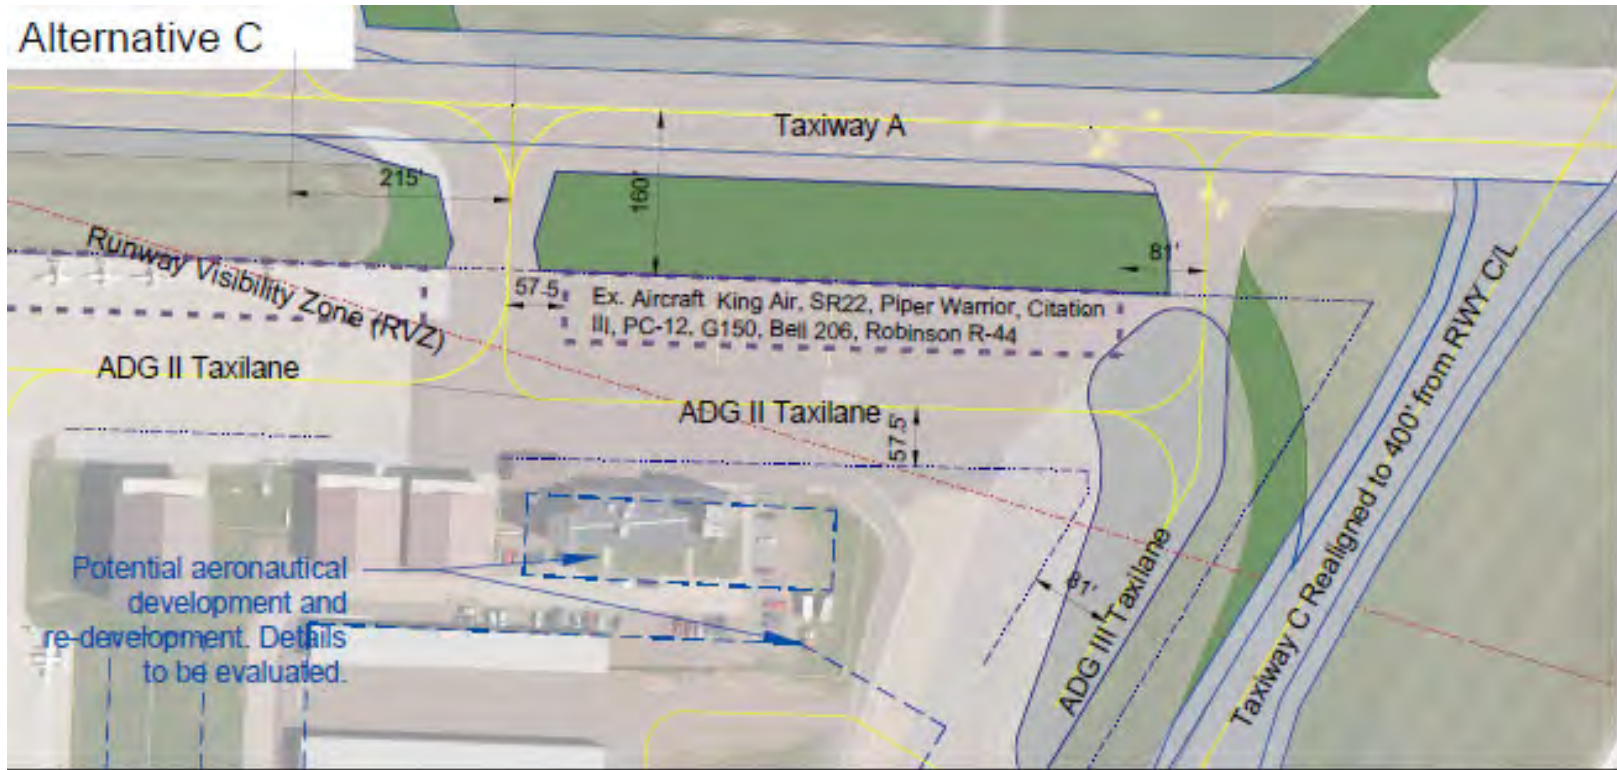 Alternative C
Taxiway A
215'
160'
81'
Runway Visibility Zone (RVZ)
57.5'
Ex. Aircraft King Air, SR22, Piper Warrior, Citation
III, PC-12, G150, Bell 206, Robinson R-44
ADG II Taxilane
ADG II Taxilane
57.5'
Taxiway C Realigned to 400' from RWY C/L
Potential aeronautical
development and
re-development. Details
to be evaluated.
81'
ADG III Taxilane